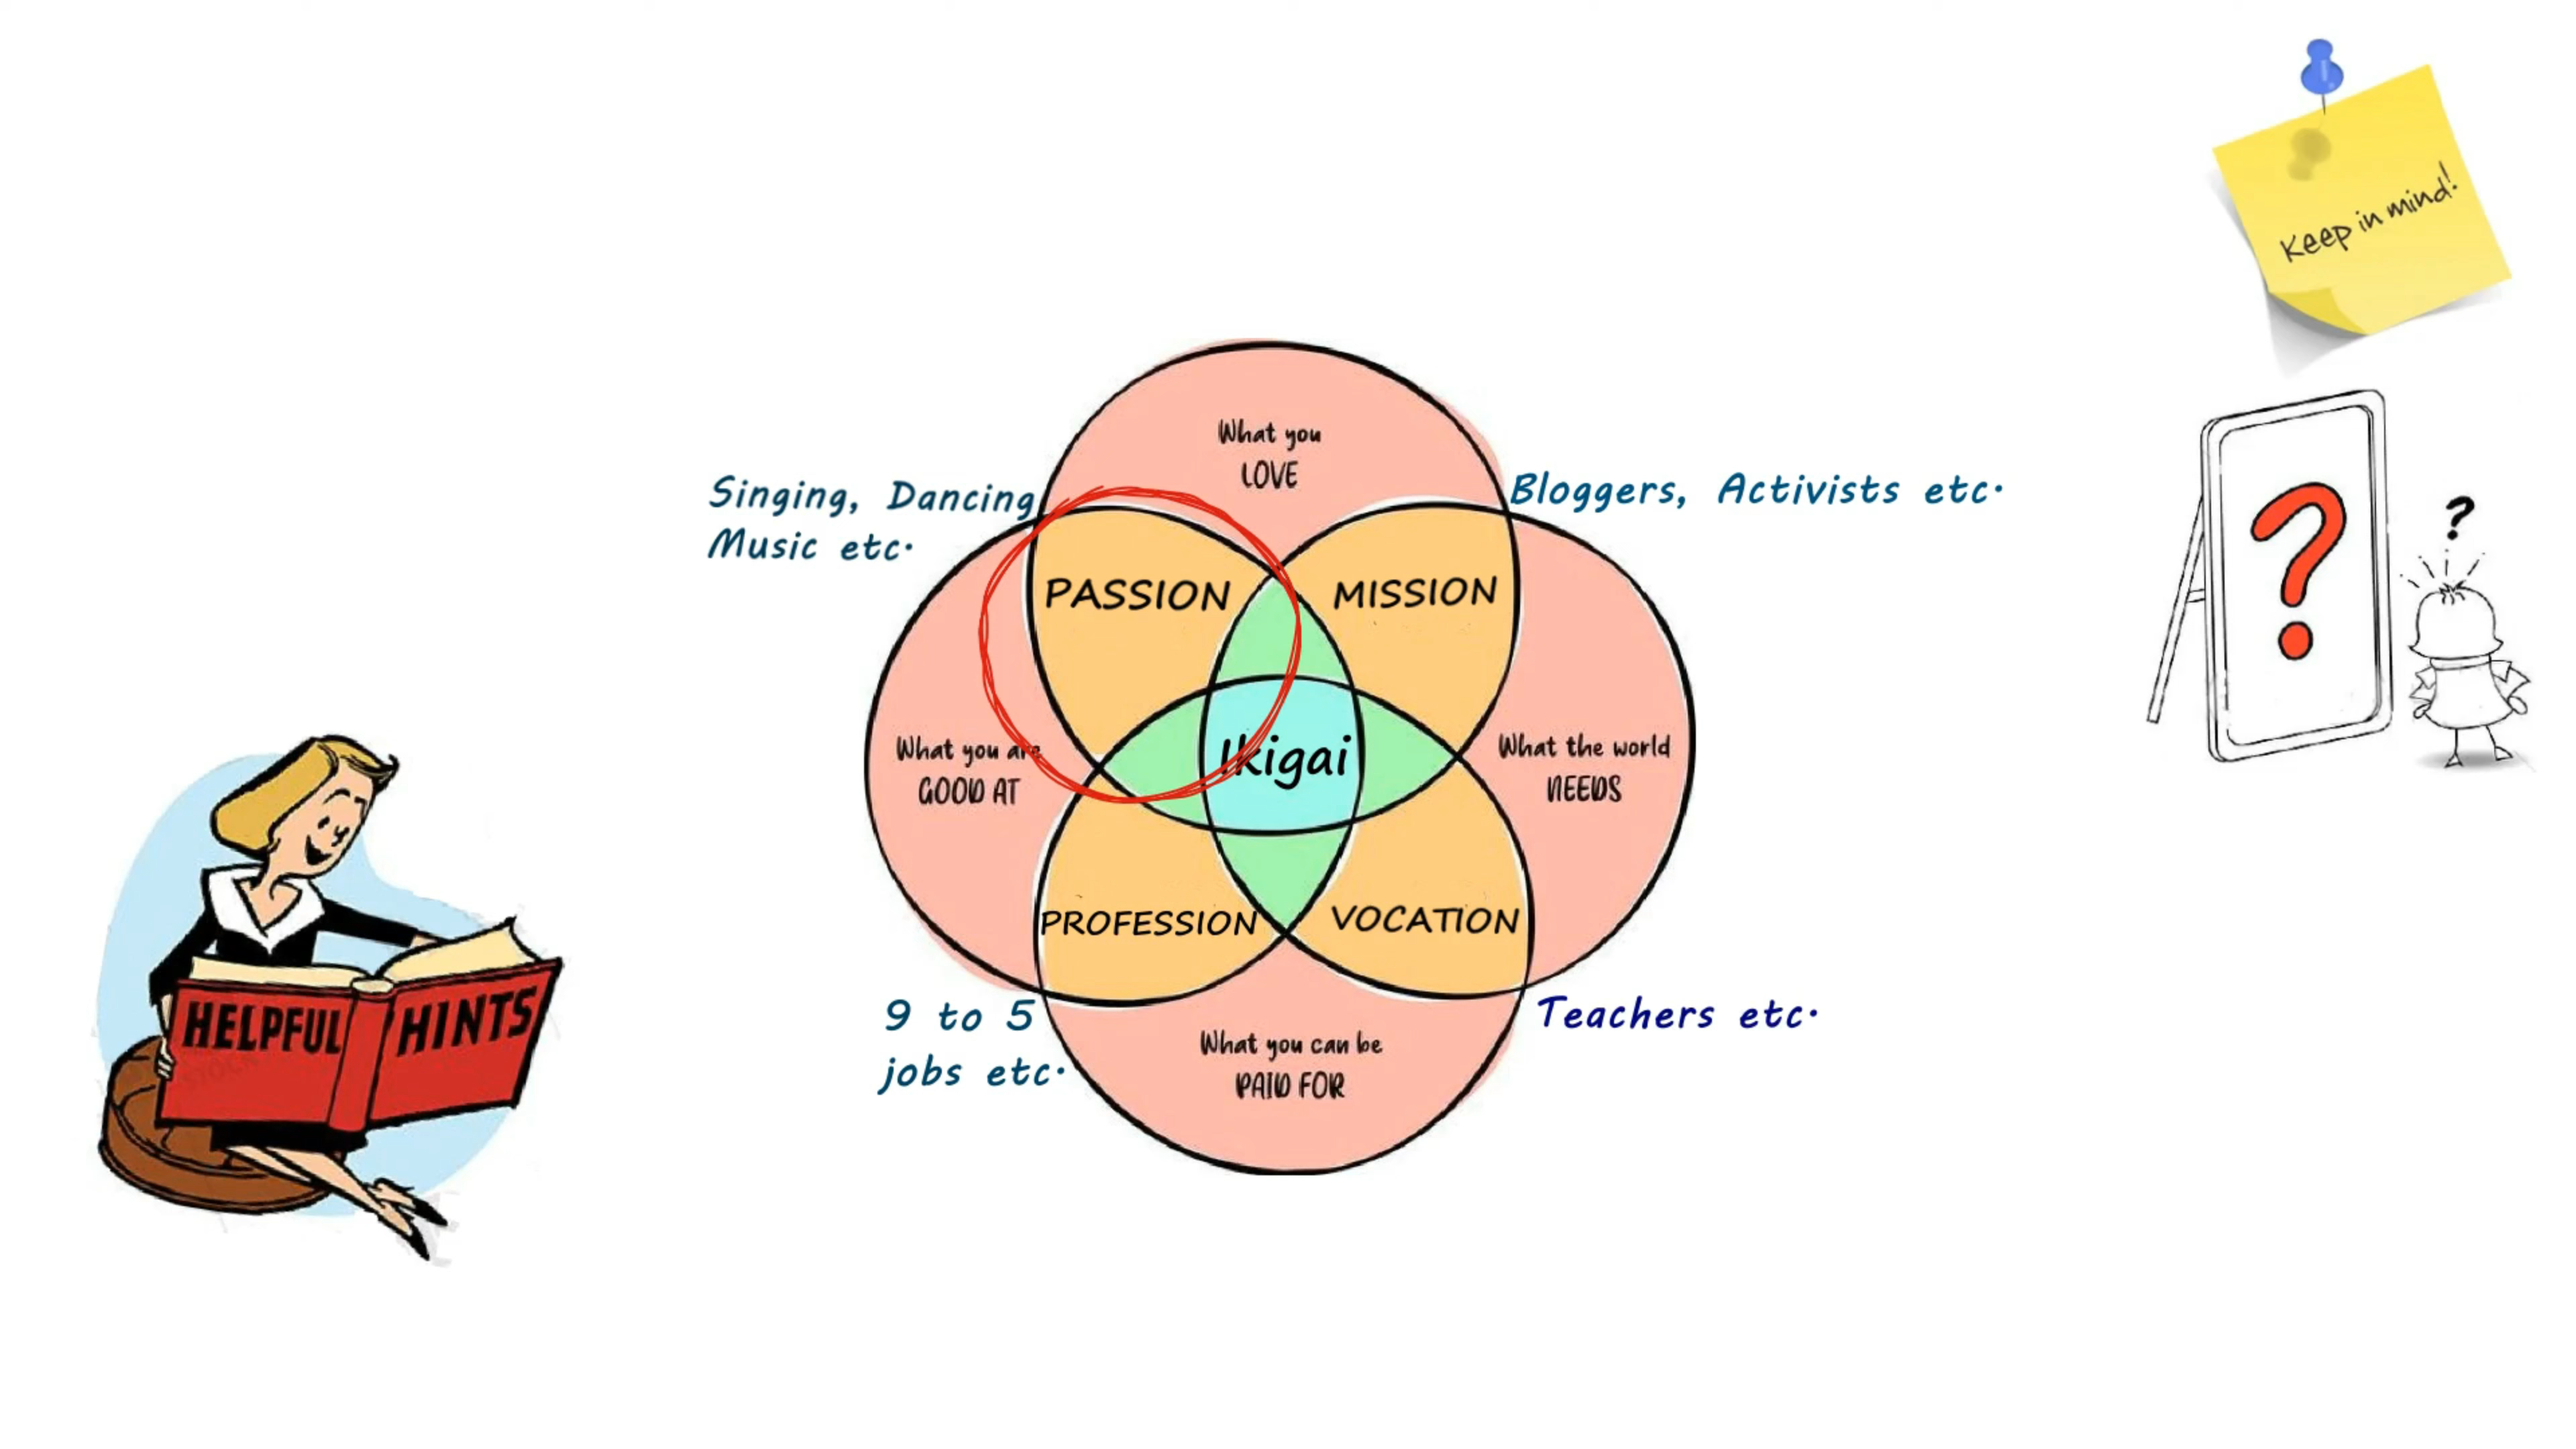 Keep in mind!
What you
LOVE
Singing, Dancing
Music etc.
Bloggers, Activists etc.
?
?
PASSION
MISSION
What you are
GOOD AT
Ikigai
What the world
NEEDS
PROFESSION
VOCATION
9 to 5
jobs etc.
Teachers etc.
What you can be
PAID FOR
HELPFUL HINTS